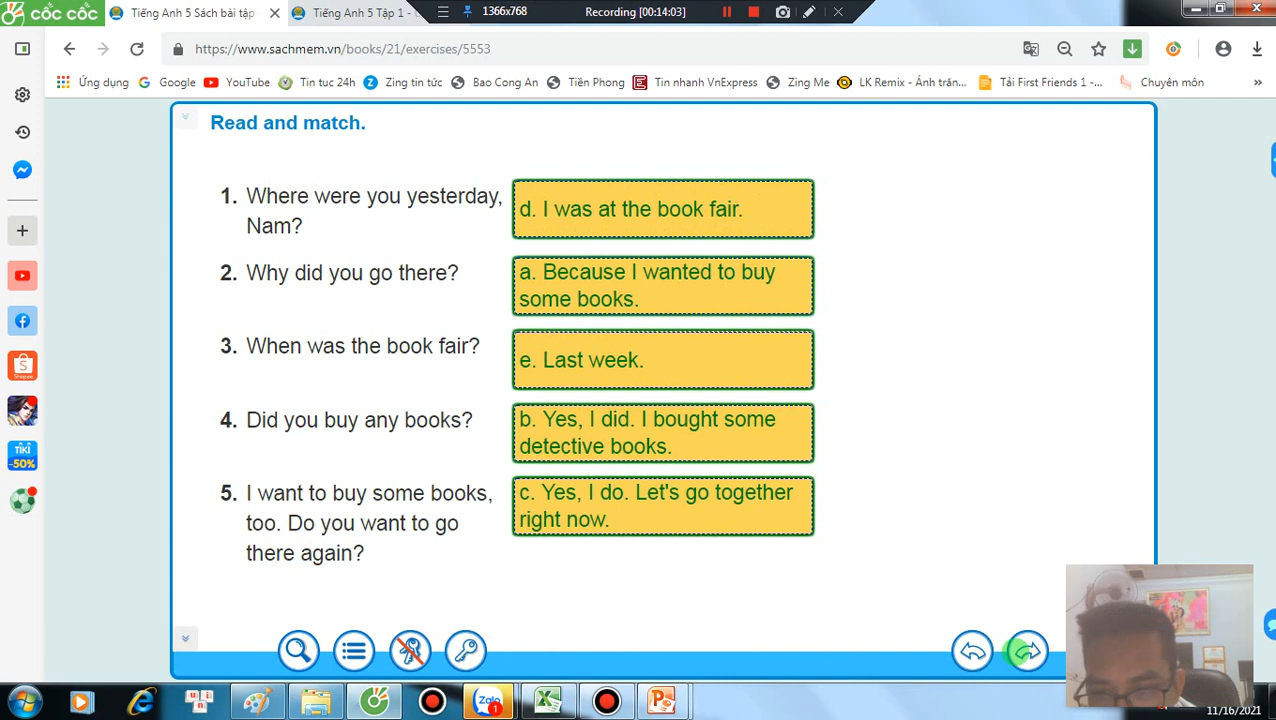 cốc cốc
Tiếng Anh 5 Sách bài tập
Tiếng Anh 5 Tập 1 -
1366x768
Recording [00:14:03]
https://www.sachmem.vn/books/21/exercises/5553
Ứng dụng
Google
YouTube
Tin tuc 24h
Zing tin tức
Bao Cong An
Tiền Phong
Tin nhanh VnExpress
Zing Me
LK Remix - Ảnh trăn...
Tải First Friends 1 -...
Chuyên môn
»
Read and match.
1. Where were you yesterday,
Nam?
d. I was at the book fair.
2. Why did you go there?
a. Because I wanted to buy
some books.
3. When was the book fair?
e. Last week.
4. Did you buy any books?
b. Yes, I did. I bought some
detective books.
5. I want to buy some books,
too. Do you want to go
there again?
c. Yes, I do. Let's go together
right now.
Shopee
TIKI
-50%
Zalo
1
11/16/2021